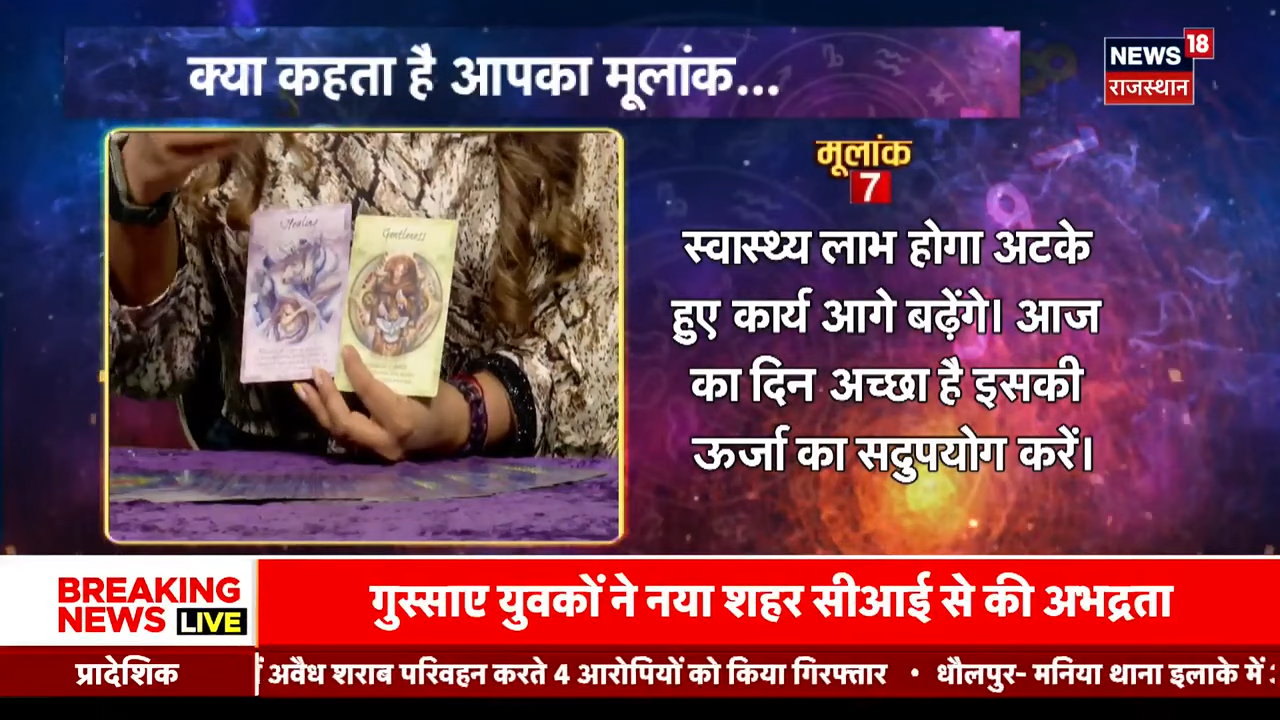 क्या कहता है आपका मूलांक...
NEWS 18
राजस्थान
Healing
Gentleness
मूलांक
7
स्वास्थ्य लाभ होगा अटके
हुए कार्य आगे बढ़ेंगे। आज
का दिन अच्छा है इसकी
ऊर्जा का सदुपयोग करें।
BREAKING
NEWS LIVE
गुस्साए युवकों ने नया शहर सीआई से की अभद्रता
प्रादेशिक
अवैध शराब परिवहन करते 4 आरोपियों को किया गिरफ्तार • धौलपुर- मनिया थाना इलाके में